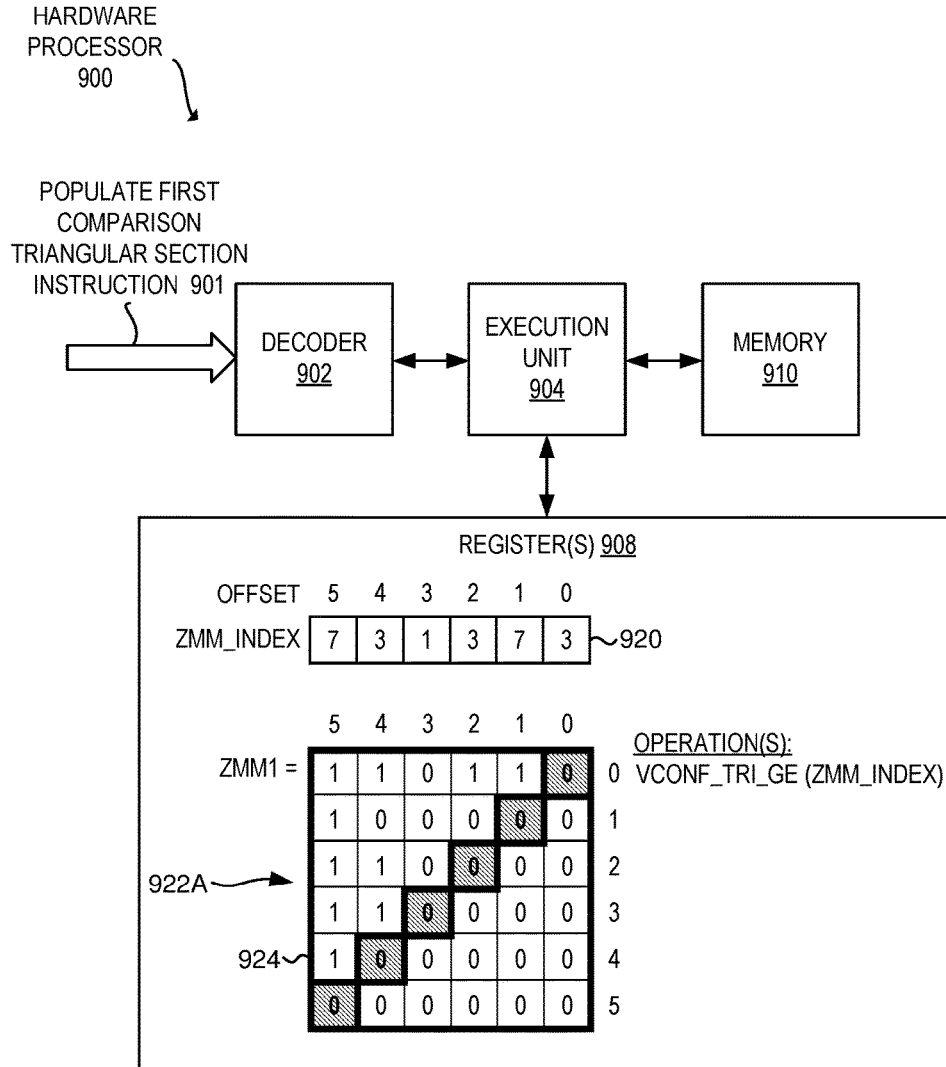 HARDWARE
PROCESSOR
900
POPULATE FIRST
COMPARISON
TRIANGULAR SECTION
INSTRUCTION 901
DECODER
902
EXECUTION
UNIT
904
MEMORY
910
REGISTER(S) 908
OFFSET 5 4 3 2 1 0
ZMM_INDEX 7 3 1 3 7 3 920
5 4 3 2 1 0
OPERATION(S):
ZMM1 = 1 1 0 1 1 0 0 VCONF_TRI_GE (ZMM_INDEX)
1 0 0 0 0 0 1
922A 1 1 0 0 0 0 2
1 1 0 0 0 0 3
924 1 0 0 0 0 0 4
0 0 0 0 0 0 5